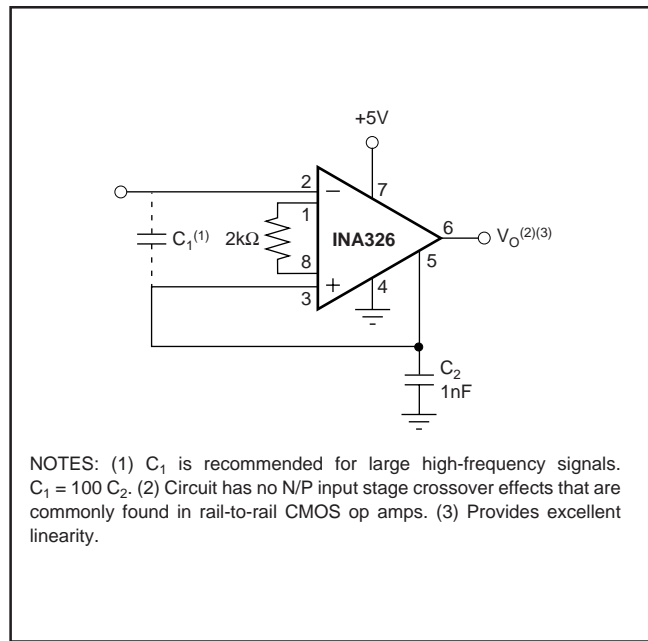 +5V
2
−
7
1
C₁⁽¹⁾
2kΩ
INA326
6
V_O⁽²⁾⁽³⁾
8
5
+
4
3
C₂
1nF
NOTES: (1) C₁ is recommended for large high-frequency signals.
C₁ = 100 C₂. (2) Circuit has no N/P input stage crossover effects that are
commonly found in rail-to-rail CMOS op amps. (3) Provides excellent
linearity.